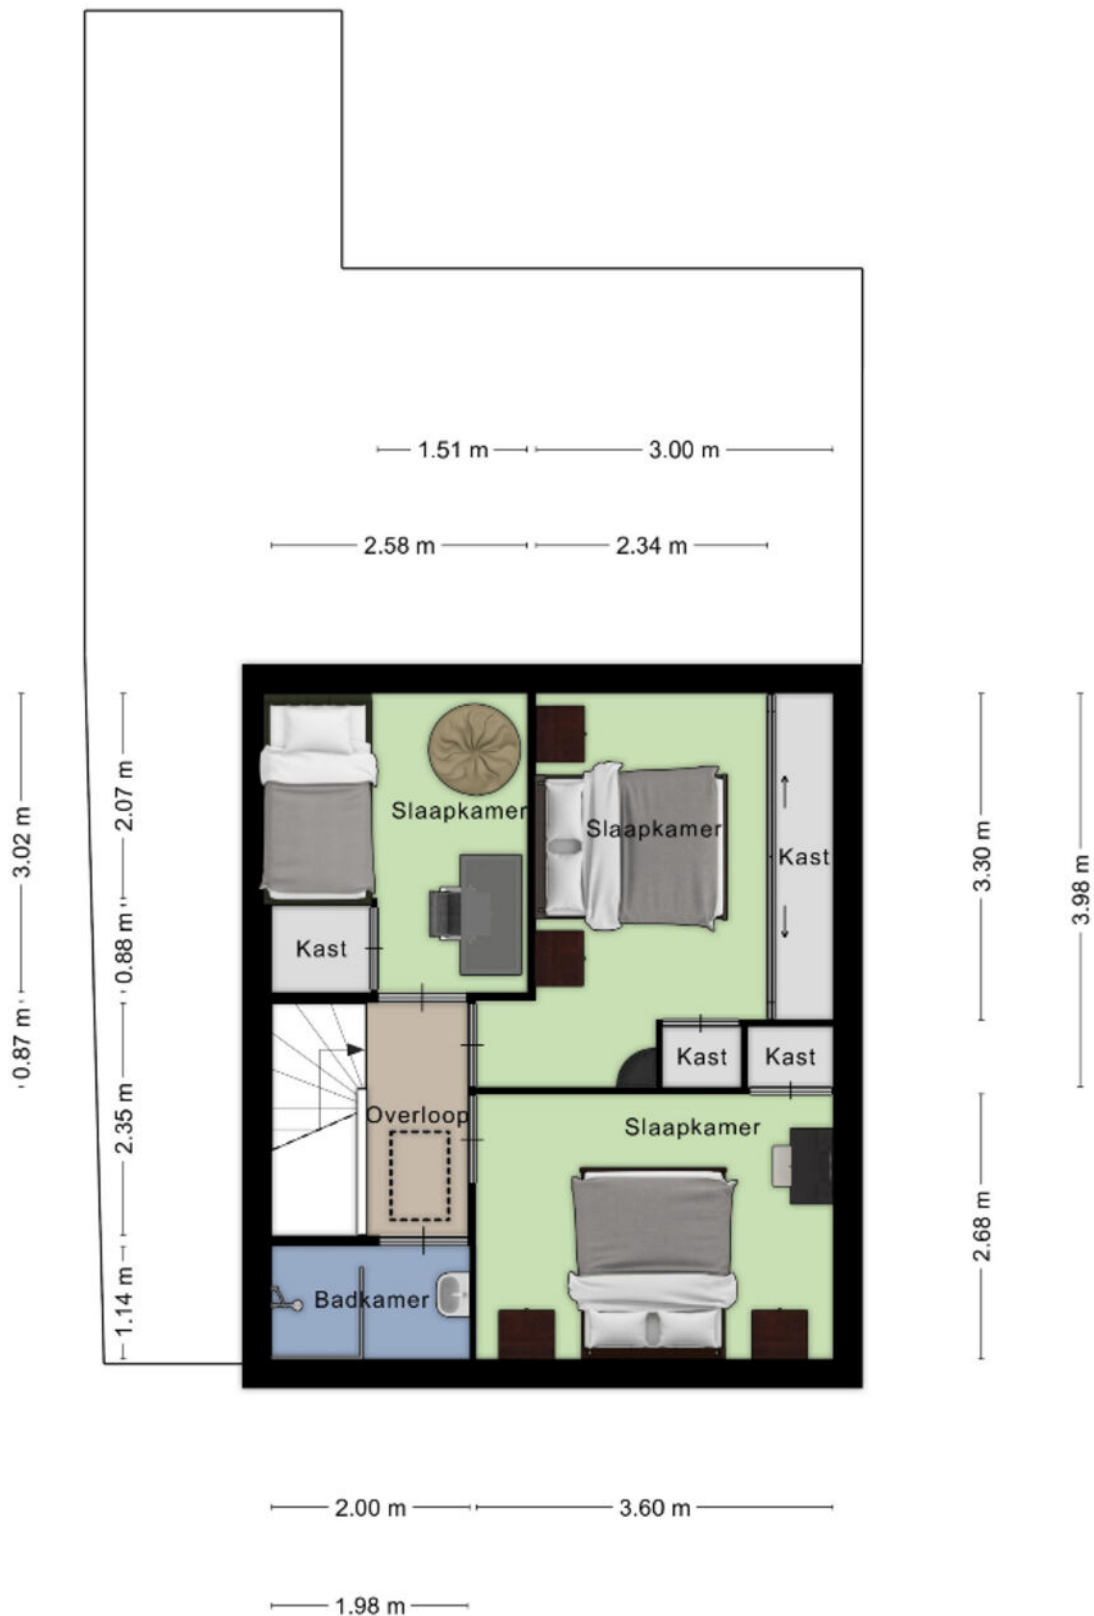 1.51 m
3.00 m
2.58 m
2.34 m
3.02 m
2.07 m
Slaapkamer
Slaapkamer
Kast
3.30 m
3.98 m
0.88 m
Kast
0.87 m
Kast
Kast
2.35 m
Overloop
Slaapkamer
2.68 m
1.14 m
Badkamer
2.00 m
3.60 m
1.98 m